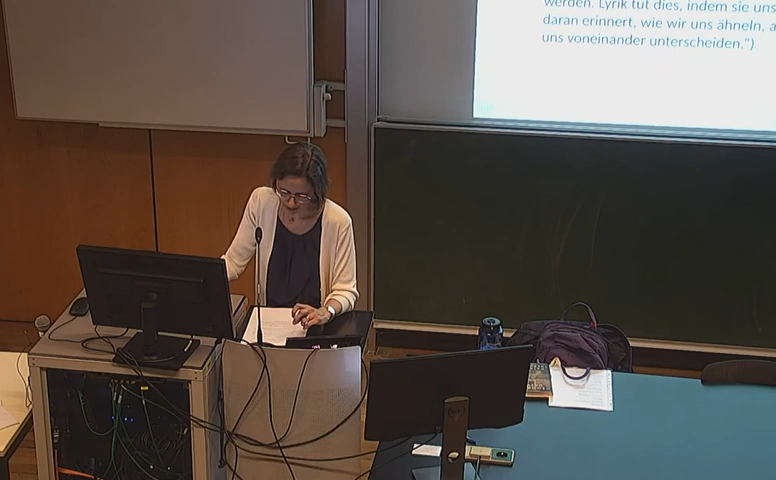 werden. Lyrik tut dies, indem sie uns
daran erinnert, wie wir uns ähneln, a
uns voneinander unterscheiden.")